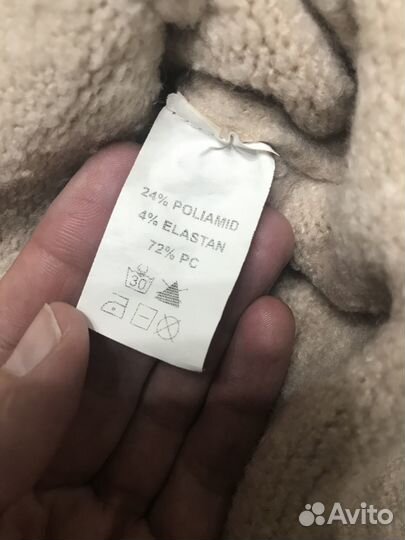 24% POLIAMID
4% ELASTAN
72% PC
30
Avito